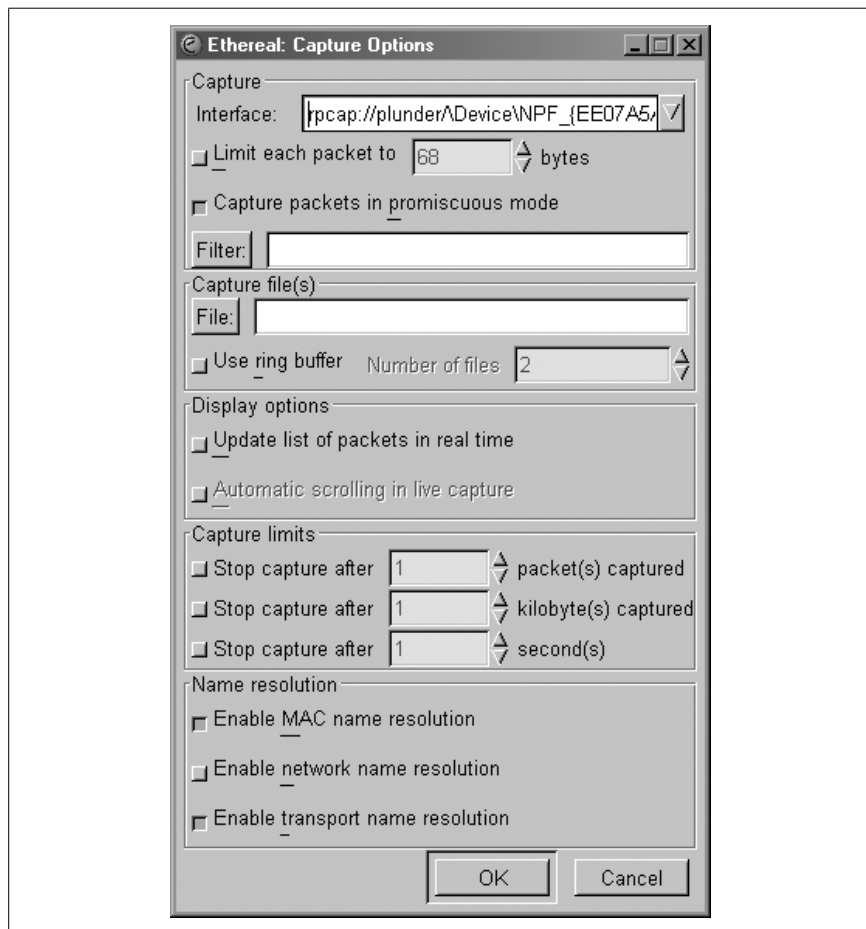 Ethereal: Capture Options
Capture
Interface: rpcap://plunder/\Device\NPF_{EE07A5
Limit each packet to 68 bytes
Capture packets in promiscuous mode
Filter:
Capture file(s)
File:
Use ring buffer Number of files 2
Display options
Update list of packets in real time
Automatic scrolling in live capture
Capture limits
Stop capture after 1 packet(s) captured
Stop capture after 1 kilobyte(s) captured
Stop capture after 1 second(s)
Name resolution
Enable MAC name resolution
Enable network name resolution
Enable transport name resolution
OK Cancel